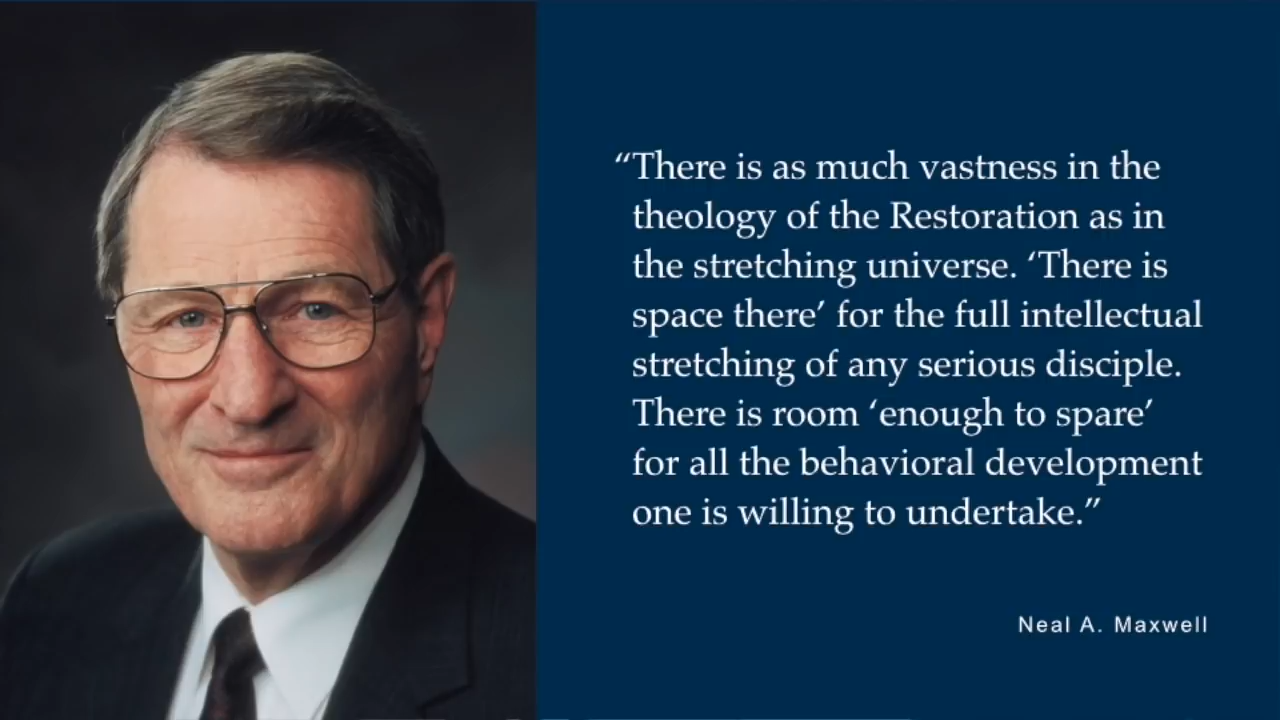 “There is as much vastness in the
theology of the Restoration as in
the stretching universe. ‘There is
space there’ for the full intellectual
stretching of any serious disciple.
There is room ‘enough to spare’
for all the behavioral development
one is willing to undertake.”
Neal A. Maxwell